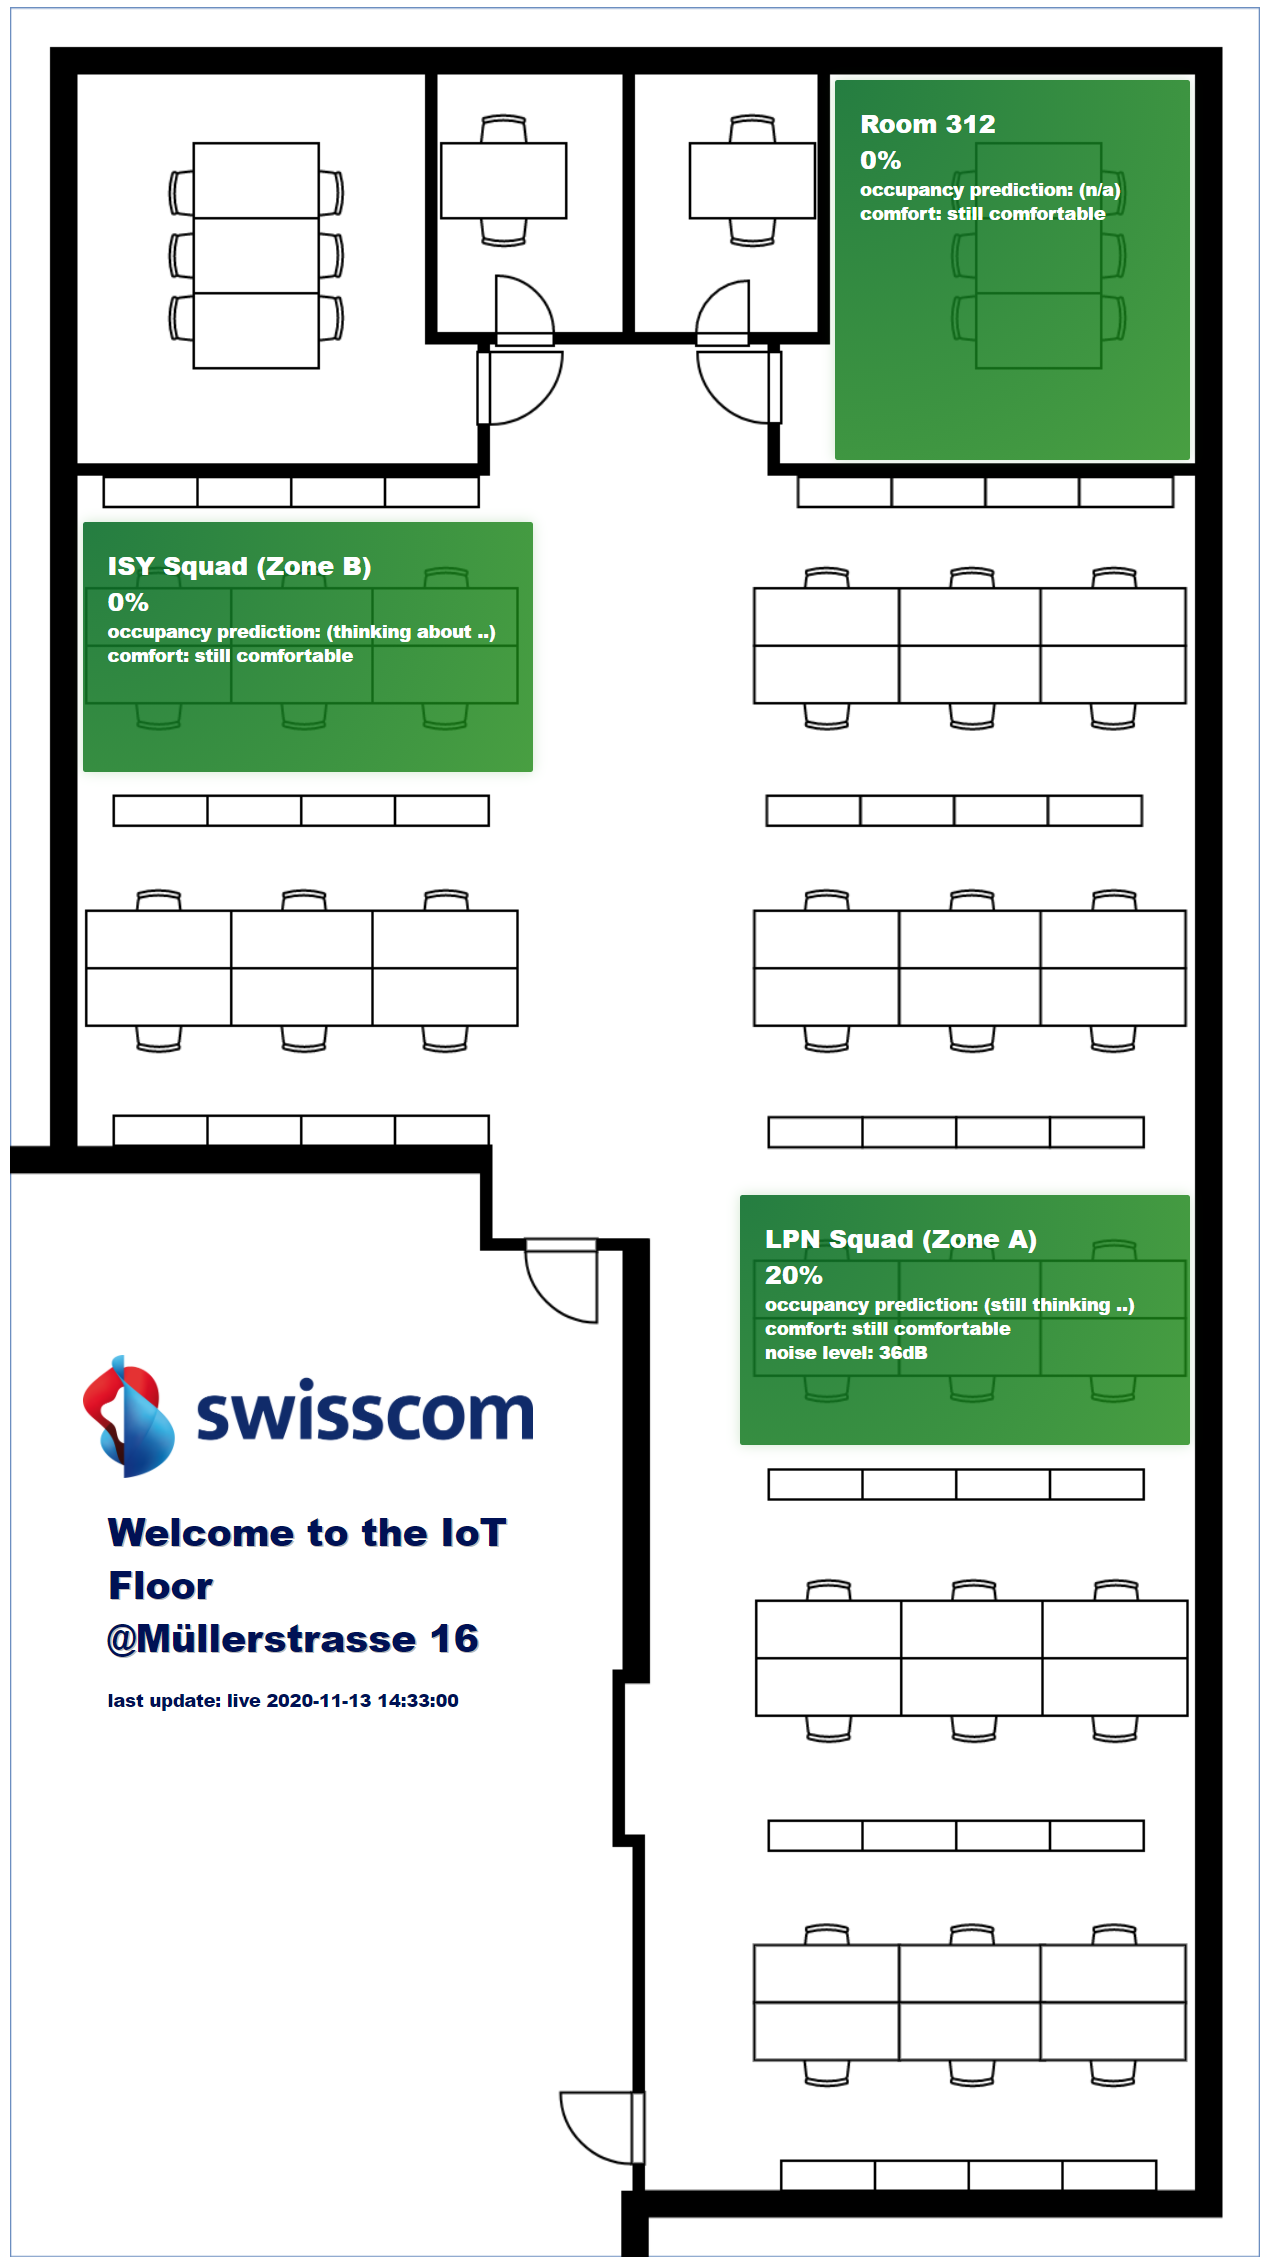 Room 312
0%
occupancy prediction: (n/a)
comfort: still comfortable
ISY Squad (Zone B)
0%
occupancy prediction: (thinking about ..)
comfort: still comfortable
LPN Squad (Zone A)
20%
occupancy prediction: (still thinking ..)
comfort: still comfortable
noise level: 36dB
swisscom
Welcome to the IoT
Floor
@Müllerstrasse 16
last update: live 2020-11-13 14:33:00